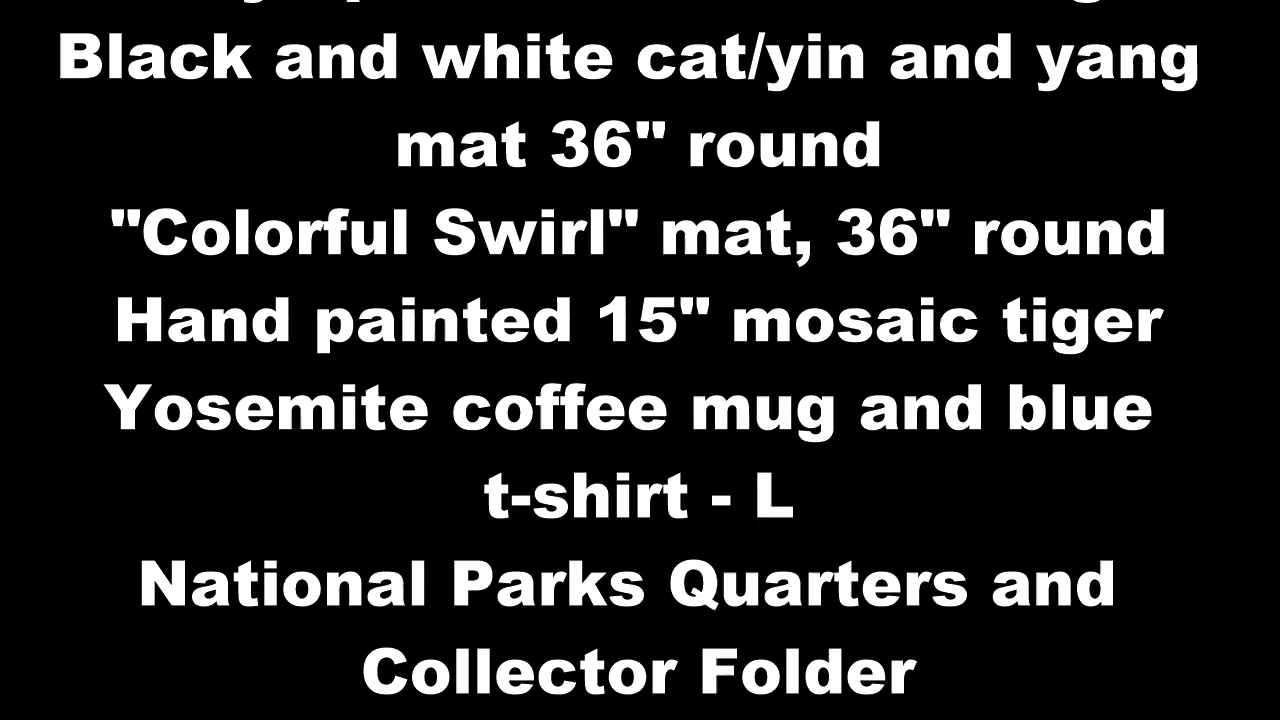 Black and white cat/yin and yang
mat 36" round
"Colorful Swirl" mat, 36" round
Hand painted 15" mosaic tiger
Yosemite coffee mug and blue
t-shirt - L
National Parks Quarters and
Collector Folder